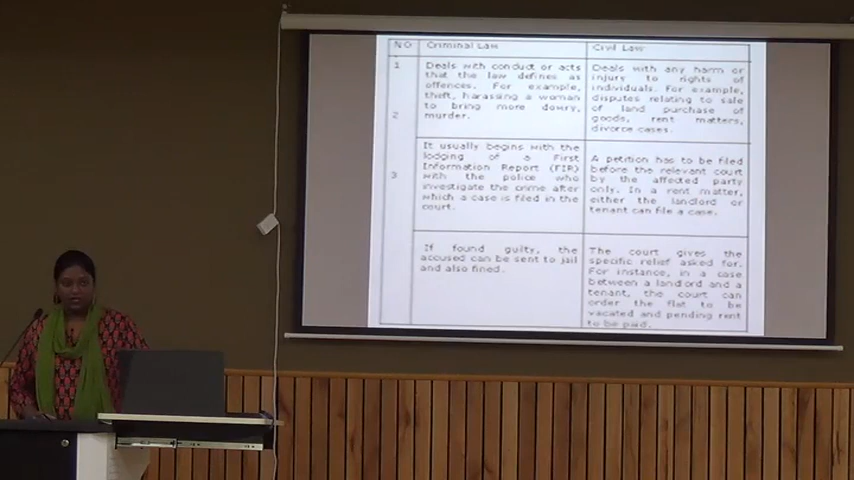 NO Criminal Law Civil Law
1
Deals with conduct or acts
that the law defines as
offences. For example,
theft, harassing a woman
to bring more dowry,
murder.
Deals with any harm or
injury to rights of
individuals. For example,
disputes relating to sale
of land purchase of
goods, rent matters,
divorce cases.
2
It usually begins with the
lodging of a First
Information Report (FIR)
with the police who
investigate the crime after
which a case is filed in the
court.
A petition has to be filed
before the relevant court
by the affected party
only. In a rent matter,
either the landlord or
tenant can file a case.
3
If found guilty, the
accused can be sent to jail
and also fined.
The court gives the
specific relief asked for.
For instance, in a case
between a landlord and a
tenant, the court can
order the flat to be
vacated and pending rent
to be paid.